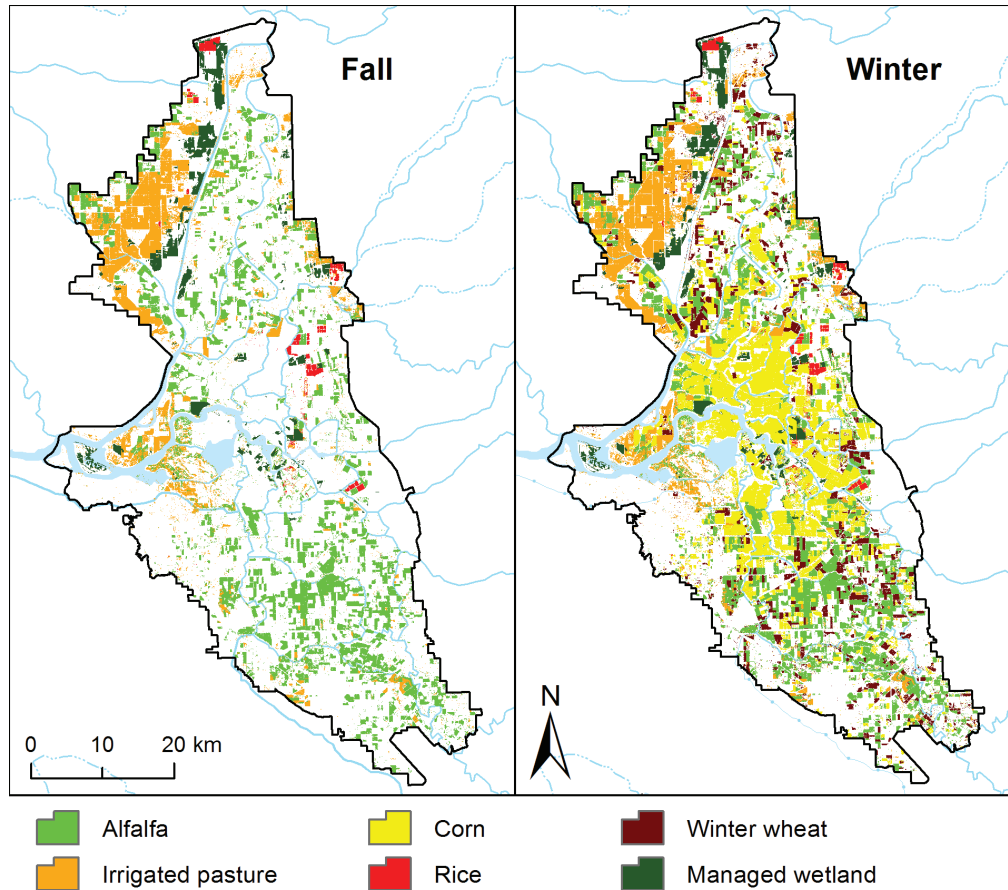 Fall
Winter
N
0 10 20 km
Alfalfa
Corn
Winter wheat
Irrigated pasture
Rice
Managed wetland